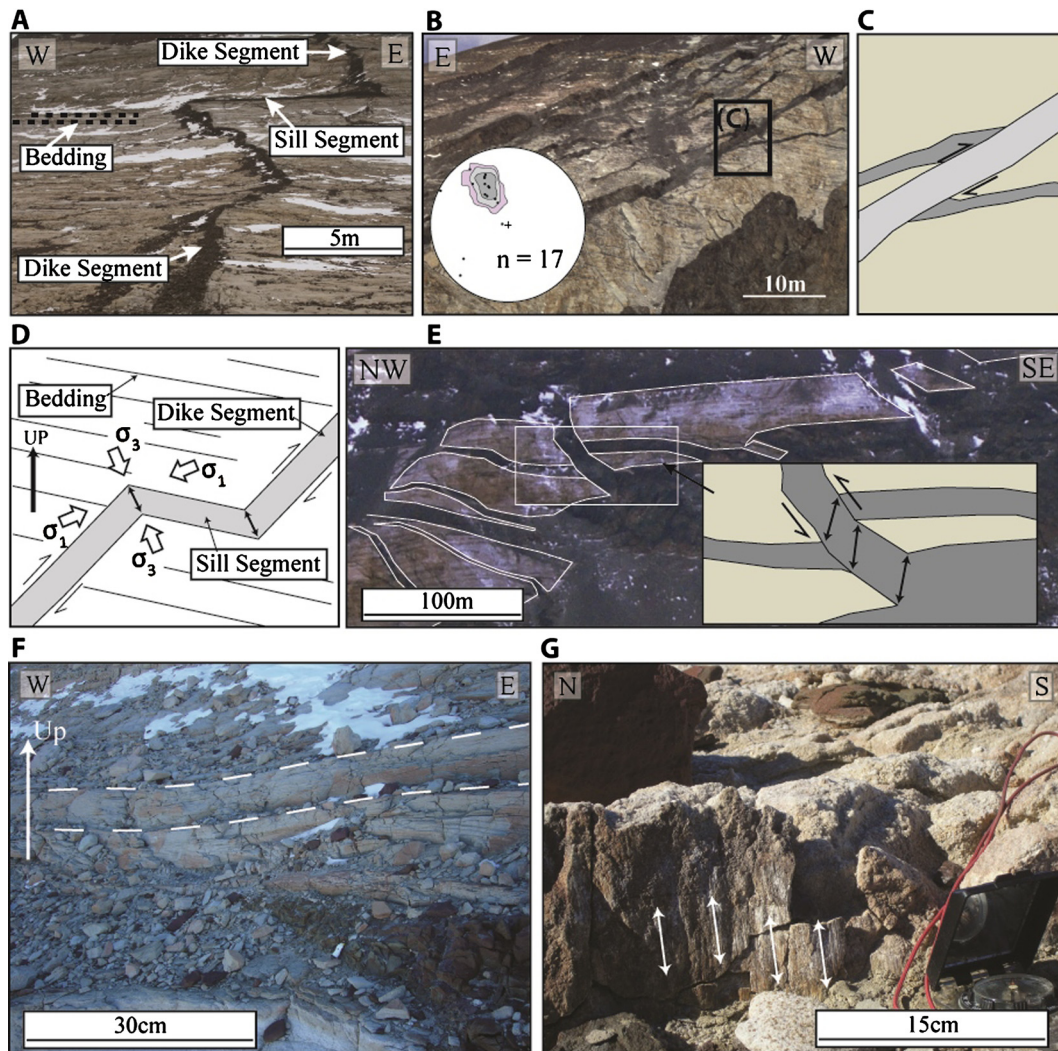 A
W
E
Dike Segment
Bedding
Sill Segment
5m
Dike Segment
B
E
W
(C)
n = 17
10m
C
D
Bedding
Dike Segment
UP
σ3
σ1
σ1
σ3
Sill Segment
E
NW
SE
100m
F
W
E
Up
30cm
G
N
S
15cm